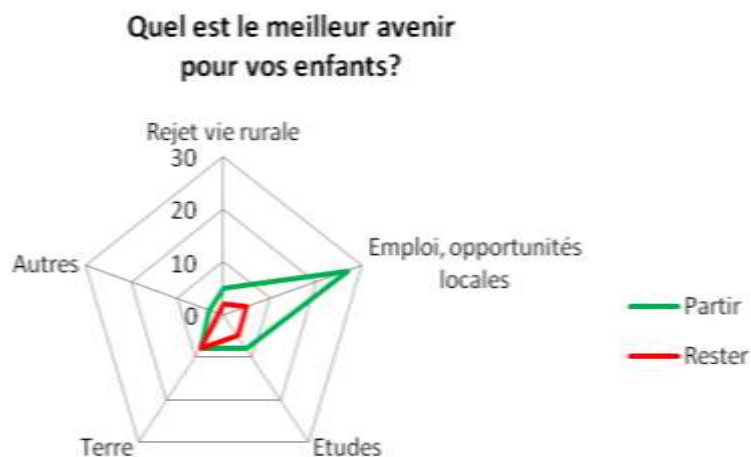 Quel est le meilleur avenir
pour vos enfants?
Rejet vie rurale
30
20
10
0
Emploi, opportunités
locales
Autres
Terre
Etudes
Partir
Rester